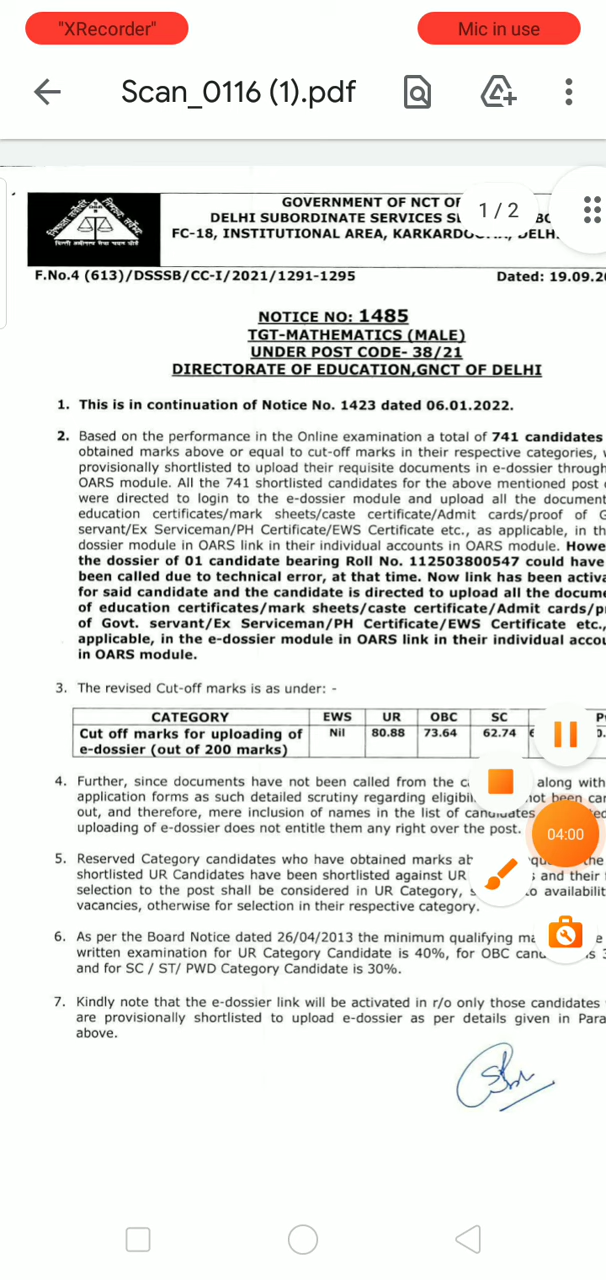 "XRecorder"
Mic in use
Scan_0116 (1).pdf
GOVERNMENT OF NCT OF
DELHI SUBORDINATE SERVICES
FC-18, INSTITUTIONAL AREA,
1 / 2
F.No.4 (613)/DSSSB/CC-I/2021/1291-1295
Dated: 19.09.2
NOTICE NO: 1485
TGT-MATHEMATICS (MALE)
UNDER POST CODE- 38/21
DIRECTORATE OF EDUCATION,GNCT OF DELHI
1. This is in continuation of Notice No. 1423 dated 06.01.2022.
2. Based on the performance in the Online examination a total of 741 candidates
obtained marks above or equal to cut-off marks in their respective categories,
provisionally shortlisted to upload their requisite documents in e-dossier through
OARS module. All the 741 shortlisted candidates for the above mentioned post
were directed to login to the e-dossier module and upload all the document
education certificates/mark sheets/caste certificate/Admit cards/proof of G
servant/Ex Serviceman/PH Certificate/EWS Certificate etc., as applicable, in th
dossier module in OARS link in their individual accounts in OARS module. Howe
the dossier of 01 candidate bearing Roll No. 112503800547 could have
been called due to technical error, at that time. Now link has been activa
for said candidate and the candidate is directed to upload all the docume
of education certificates/mark sheets/caste certificate/Admit cards/p
of Govt. servant/Ex Serviceman/PH Certificate/EWS Certificate etc.,
applicable, in the e-dossier module in OARS link in their individual accou
in OARS module.
3. The revised Cut-off marks is as under: -
CATEGORY EWS UR OBC SC P
Cut off marks for uploading of e-dossier (out of 200 marks) Nil 80.88 73.64 62.74
4. Further, since documents have not been called from the along with
application forms as such detailed scrutiny regarding not been car
out, and therefore, mere inclusion of names in the list of
uploading of e-dossier does not entitle them any right over the post.
04:00
5. Reserved Category candidates who have obtained marks
shortlisted UR Candidates have been shortlisted against UR and their
selection to the post shall be considered in UR Category, availabilit
vacancies, otherwise for selection in their respective category.
6. As per the Board Notice dated 26/04/2013 the minimum qualifying
written examination for UR Category Candidate is 40%, for OBC
and for SC / ST/ PWD Category Candidate is 30%.
7. Kindly note that the e-dossier link will be activated in r/o only those candidates
are provisionally shortlisted to upload e-dossier as per details given in Para
above.